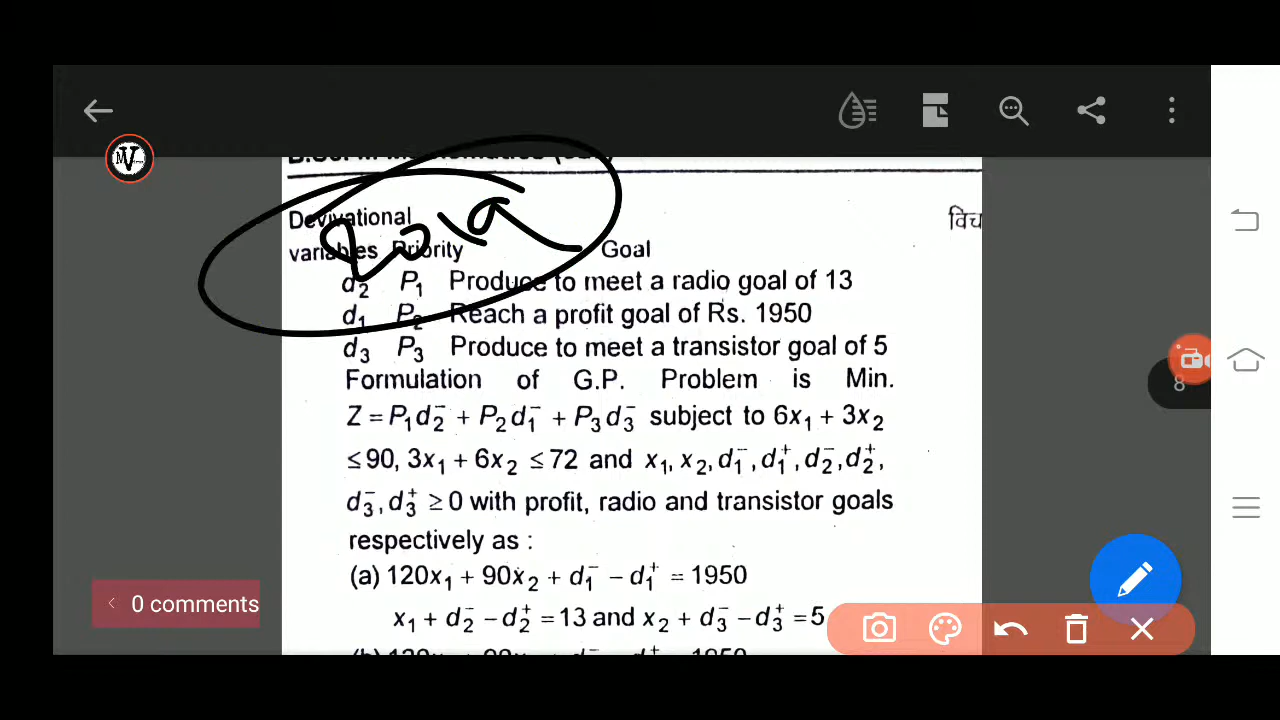 Devivational
variables Priority Goal
विच
d₂ P₁ Produce to meet a radio goal of 13
d₁ P₂ Reach a profit goal of Rs. 1950
d₃ P₃ Produce to meet a transistor goal of 5
Formulation of G.P. Problem is Min.
Z = P₁d₂⁻ + P₂d₁⁻ + P₃d₃⁻ subject to 6x₁ + 3x₂
≤ 90, 3x₁ + 6x₂ ≤ 72 and x₁, x₂, d₁⁻, d₁⁺, d₂⁻, d₂⁺,
d₃⁻, d₃⁺ ≥ 0 with profit, radio and transistor goals
respectively as :
(a) 120x₁ + 90x₂ + d₁⁻ − d₁⁺ = 1950
x₁ + d₂⁻ − d₂⁺ = 13 and x₂ + d₃⁻ − d₃⁺ = 5
8
0 comments